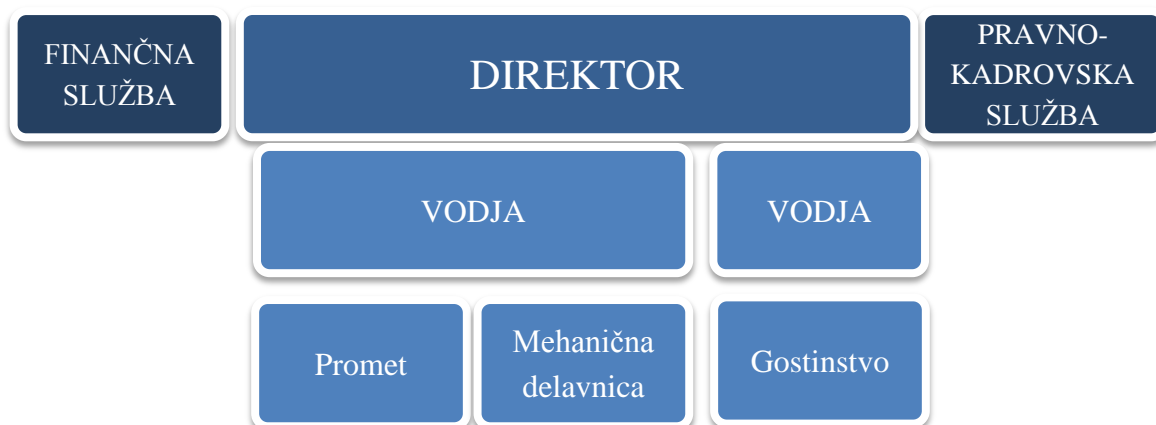 FINANČNA
SLUŽBA
DIREKTOR
PRAVNO-
KADROVSKA
SLUŽBA
VODJA
VODJA
Promet
Mehanična
delavnica
Gostinstvo